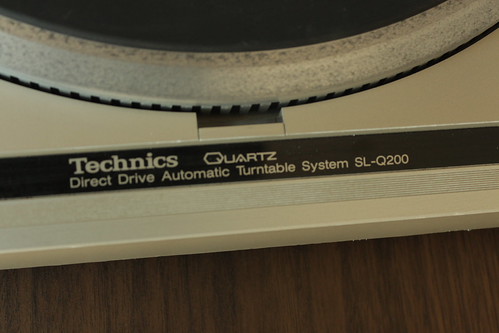 Technics QUARTZ
Direct Drive Automatic Turntable System SL-Q200